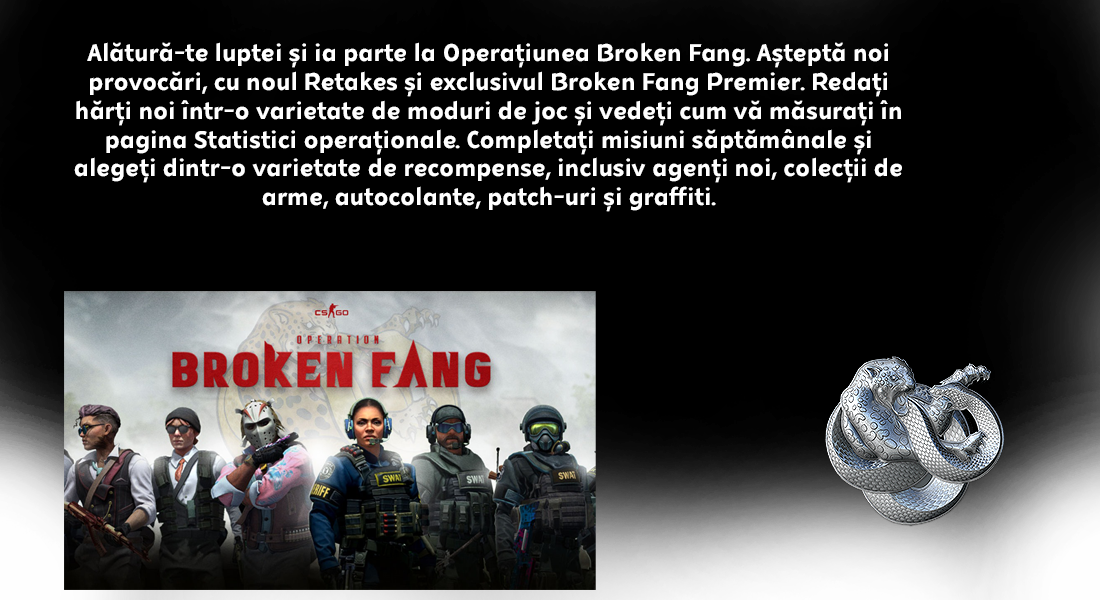 Alătură-te luptei și ia parte la Operațiunea Broken Fang. Așteptă noi
provocări, cu noul Retakes și exclusivul Broken Fang Premier. Redați
hărți noi într-o varietate de moduri de joc și vedeți cum vă măsurați în
pagina Statistici operaționale. Completați misiuni săptămânale și
alegeți dintr-o varietate de recompense, inclusiv agenți noi, colecții de
arme, autocolante, patch-uri și graffiti.
CS GO
OPERATION
BROKEN FANG
SWAT
SWAT
SWAT
RIFF